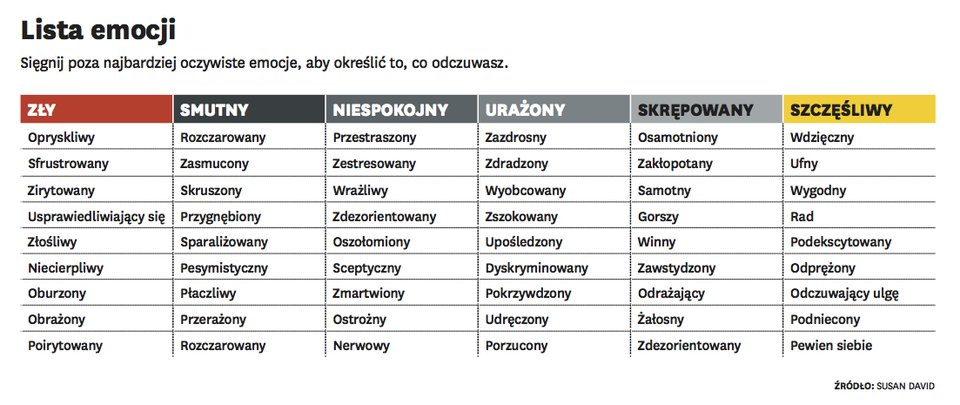 Lista emocji
Sięgnij poza najbardziej oczywiste emocje, aby określić to, co odczuwasz.
ZŁY SMUTNY NIESPOKOJNY URAŻONY SKRĘPOWANY SZCZĘŚLIWY
Opryskliwy Rozczarowany Przestraszony Zazdrosny Osamotniony Wdzięczny
Sfrustrowany Zasmucony Zestresowany Zdradzony Zakłopotany Ufny
Zirytowany Skruszony Wrażliwy Wyobcowany Samotny Wygodny
Usprawiedliwiający się Przygnębiony Zdezorientowany Zszokowany Gorszy Rad
Złośliwy Sparaliżowany Oszołomiony Upośledzony Winny Podekscytowany
Niecierpliwy Pesymistyczny Sceptyczny Dyskryminowany Zawstydzony Odprężony
Oburzony Płaczliwy Zmartwiony Pokrzywdzony Odrażający Odczuwający ulgę
Obrażony Przerażony Ostrożny Udręczony Żałosny Podniecony
Poirytowany Rozczarowany Nerwowy Porzucony Zdezorientowany Pewien siebie
ŹRÓDŁO: SUSAN DAVID